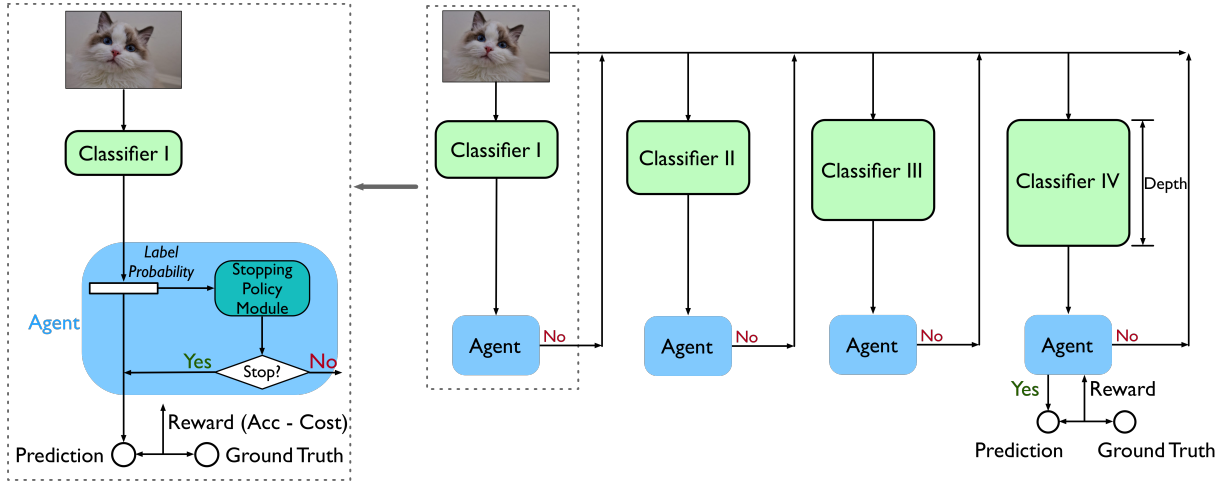 Classifier I
Label
Probability
Stopping
Policy
Module
Agent
Yes
Stop?
No
Reward (Acc - Cost)
Prediction
Ground Truth
Classifier I
Classifier II
Classifier III
Classifier IV
Depth
Agent
No
Agent
No
Agent
No
Agent
No
Yes
Reward
Prediction
Ground Truth